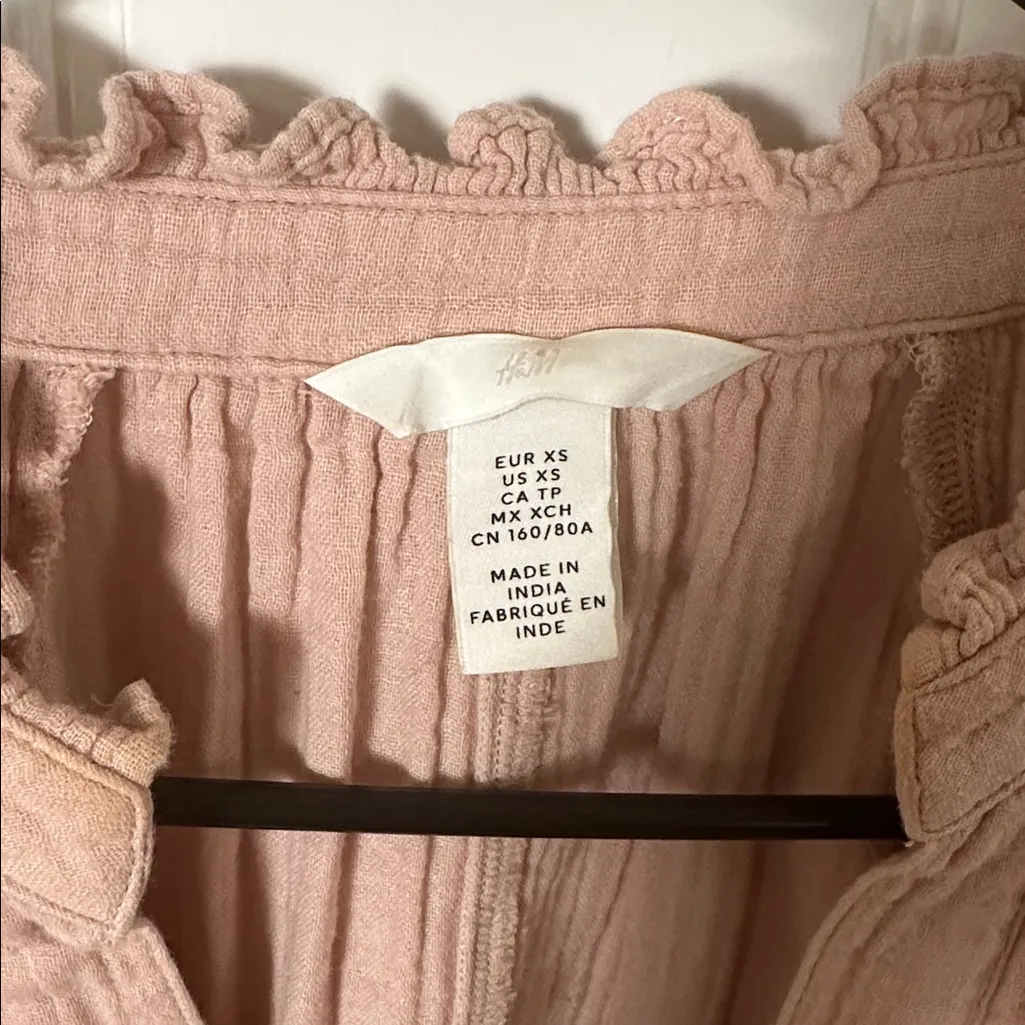 H&M
EUR XS
US XS
CA TP
MX XCH
CN 160/80A
MADE IN
INDIA
FABRIQUÉ EN
INDE